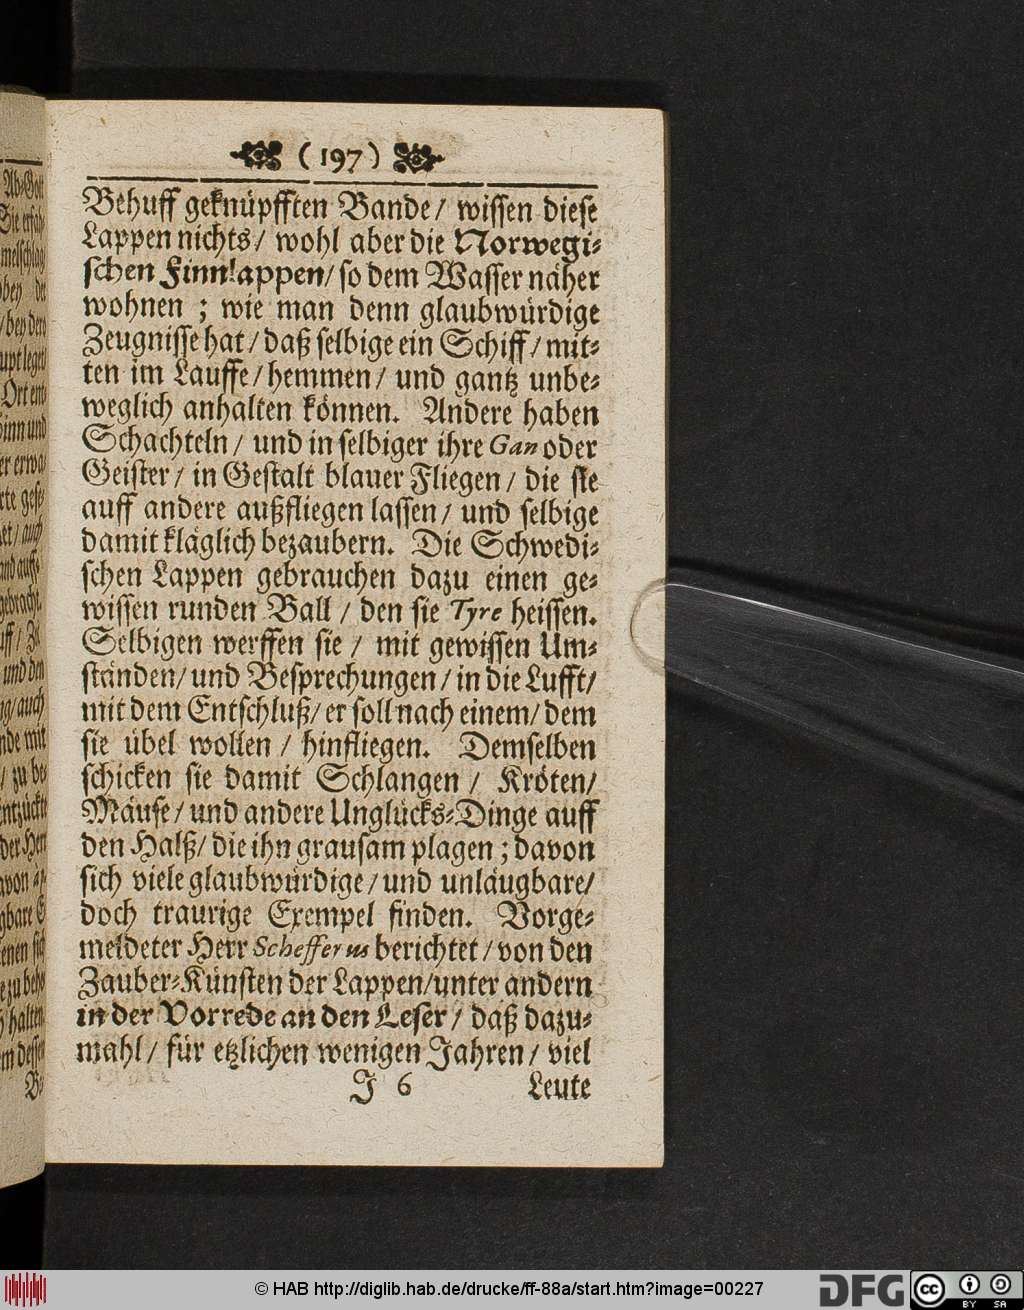 ( 197 )
Behuff geknüpfften Bande / wissen diese
Lappen nichts / wohl aber die Norwegi-
schen Finnlappen / so dem Wasser näher
wohnen ; wie man denn glaubwürdige
Zeugnisse hat / daß selbige ein Schiff / mit-
ten im Lauffe / hemmen / und gantz unbe-
weglich anhalten können. Andere haben
Schachteln / und in selbiger ihre Gan oder
Geister / in Gestalt blauer Fliegen / die sie
auff andere außfliegen lassen / und selbige
damit kläglich bezaubern. Die Schwedi-
schen Lappen gebrauchen dazu einen ge-
wissen runden Ball / den sie Tyre heissen.
Selbigen werffen sie / mit gewissen Um-
ständen / und Besprechungen / in die Lufft /
mit dem Entschluß / er soll nach einem / dem
sie übel wollen / hinfliegen. Demselben
schicken sie damit Schlangen / Kröten /
Mäuse / und andere Unglücks-Dinge auff
den Halß / die ihn grausam plagen ; davon
sich viele glaubwürdige / und unläugbare /
doch traurige Exempel finden. Vorge-
meldeter Herr Schefferus berichtet / von den
Zauber-Künsten der Lappen / unter andern
in der Vorrede an den Leser / daß dazu-
mahl / für etzlichen wenigen Jahren / viel
J 6 Leute
© HAB http://diglib.hab.de/drucke/ff-88a/start.htm?image=00227
DFG
cc BY SA